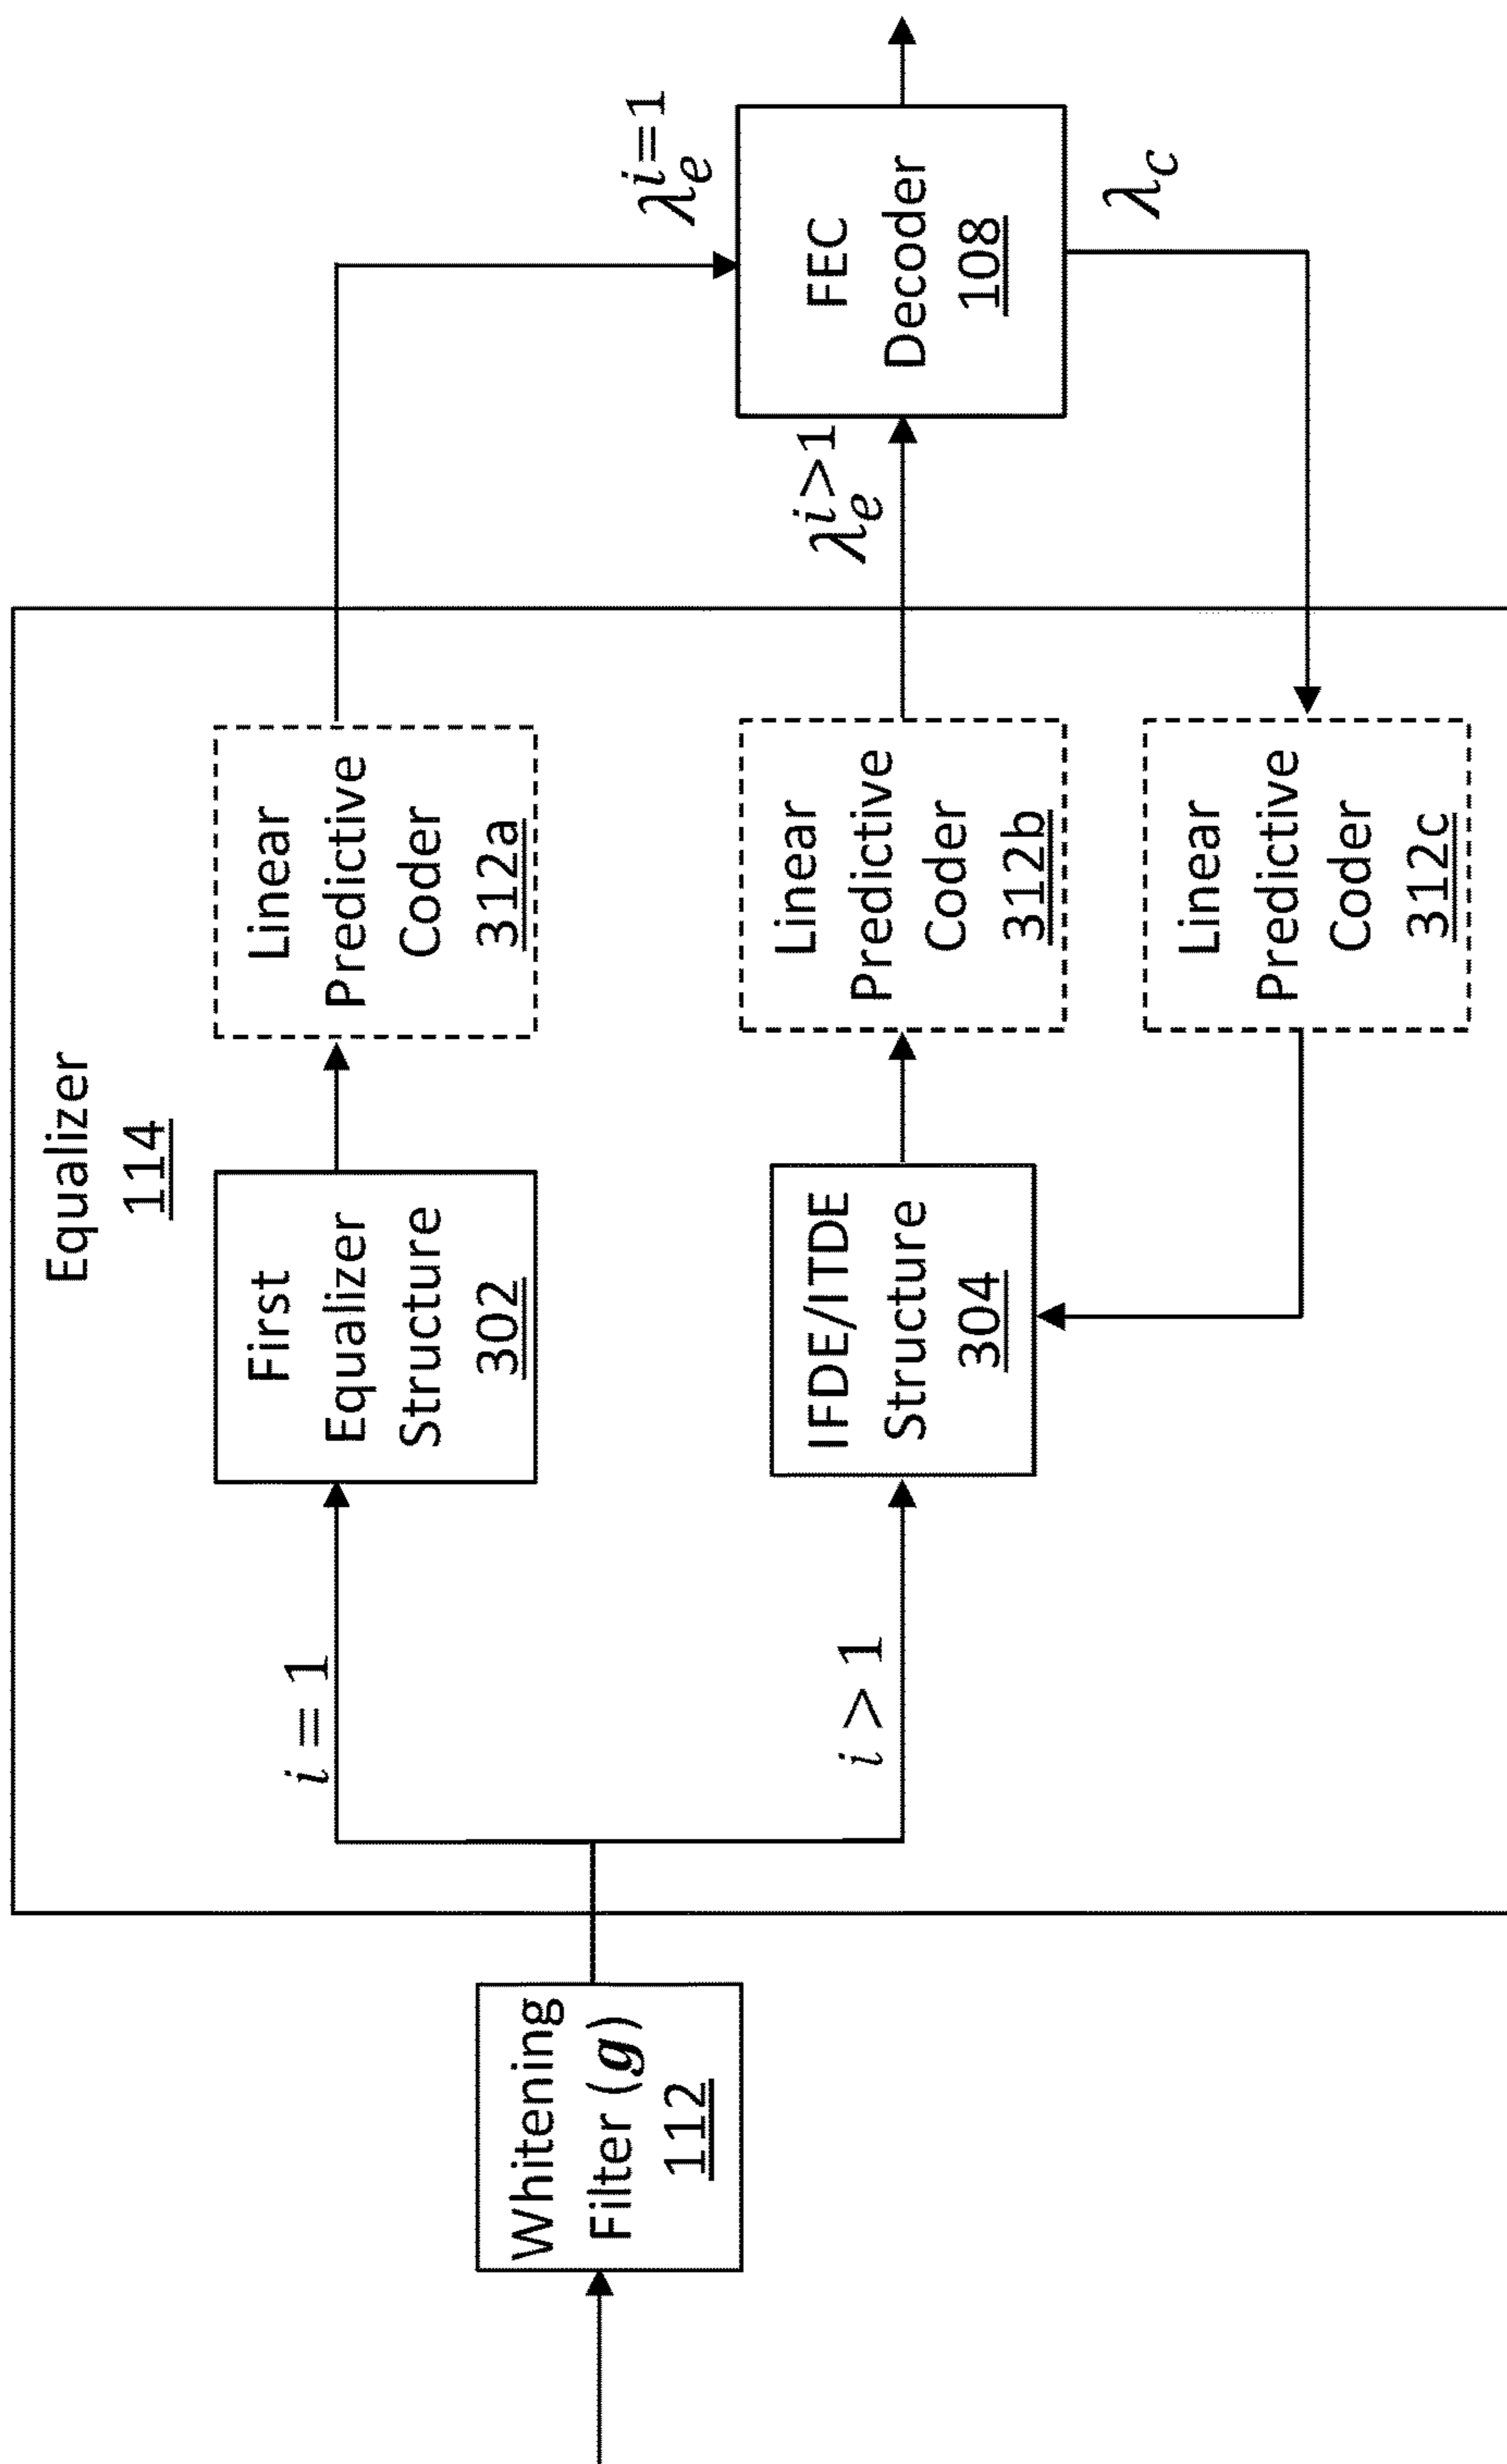 Equalizer
114
Whitening
Filter (g)
112
i = 1
First
Equalizer
Structure
302
Linear
Predictive
Coder
312a
λₑ^{i=1}
i > 1
IFDE/ITDE
Structure
304
Linear
Predictive
Coder
312b
λₑ^{i>1}
FEC
Decoder
108
λ_c
Linear
Predictive
Coder
312c